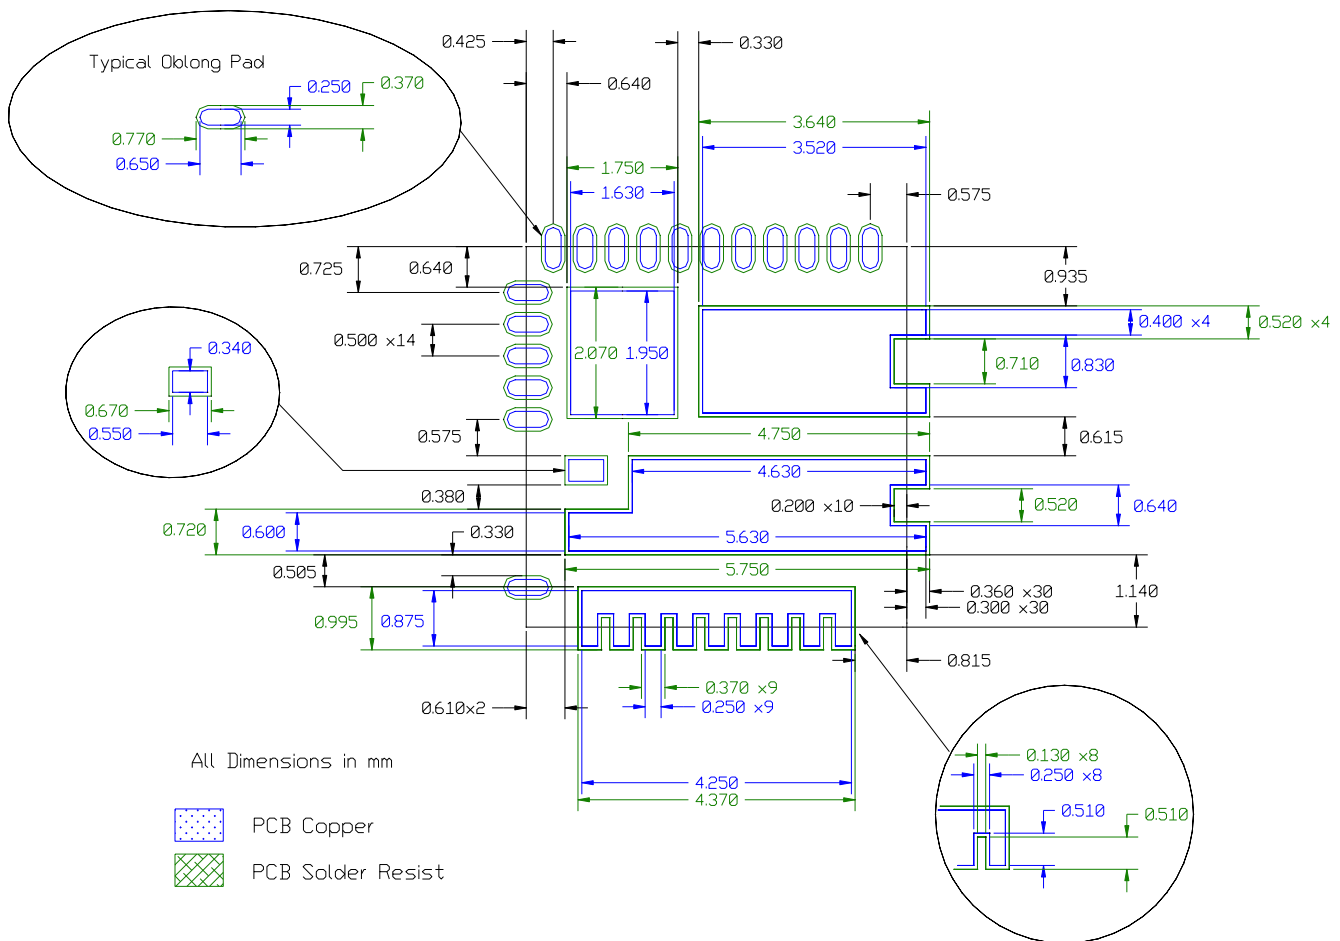 0.425
0.330
Typical Oblong Pad
0.250
0.370
0.640
0.770
0.650
3.640
3.520
1.750
1.630
0.575
0.725
0.640
0.935
0.400 x4
0.520 x4
0.340
0.500 x14
2.070
1.950
0.710
0.830
0.670
0.550
0.575
4.750
0.615
4.630
0.380
0.200 x10
0.520
0.640
0.720
0.600
0.330
5.630
0.505
5.750
0.360 x30
0.300 x30
1.140
0.995
0.875
0.815
0.370 x9
0.250 x9
0.610x2
All Dimensions in mm
4.250
4.370
0.130 x8
0.250 x8
0.510
0.510
PCB Copper
PCB Solder Resist